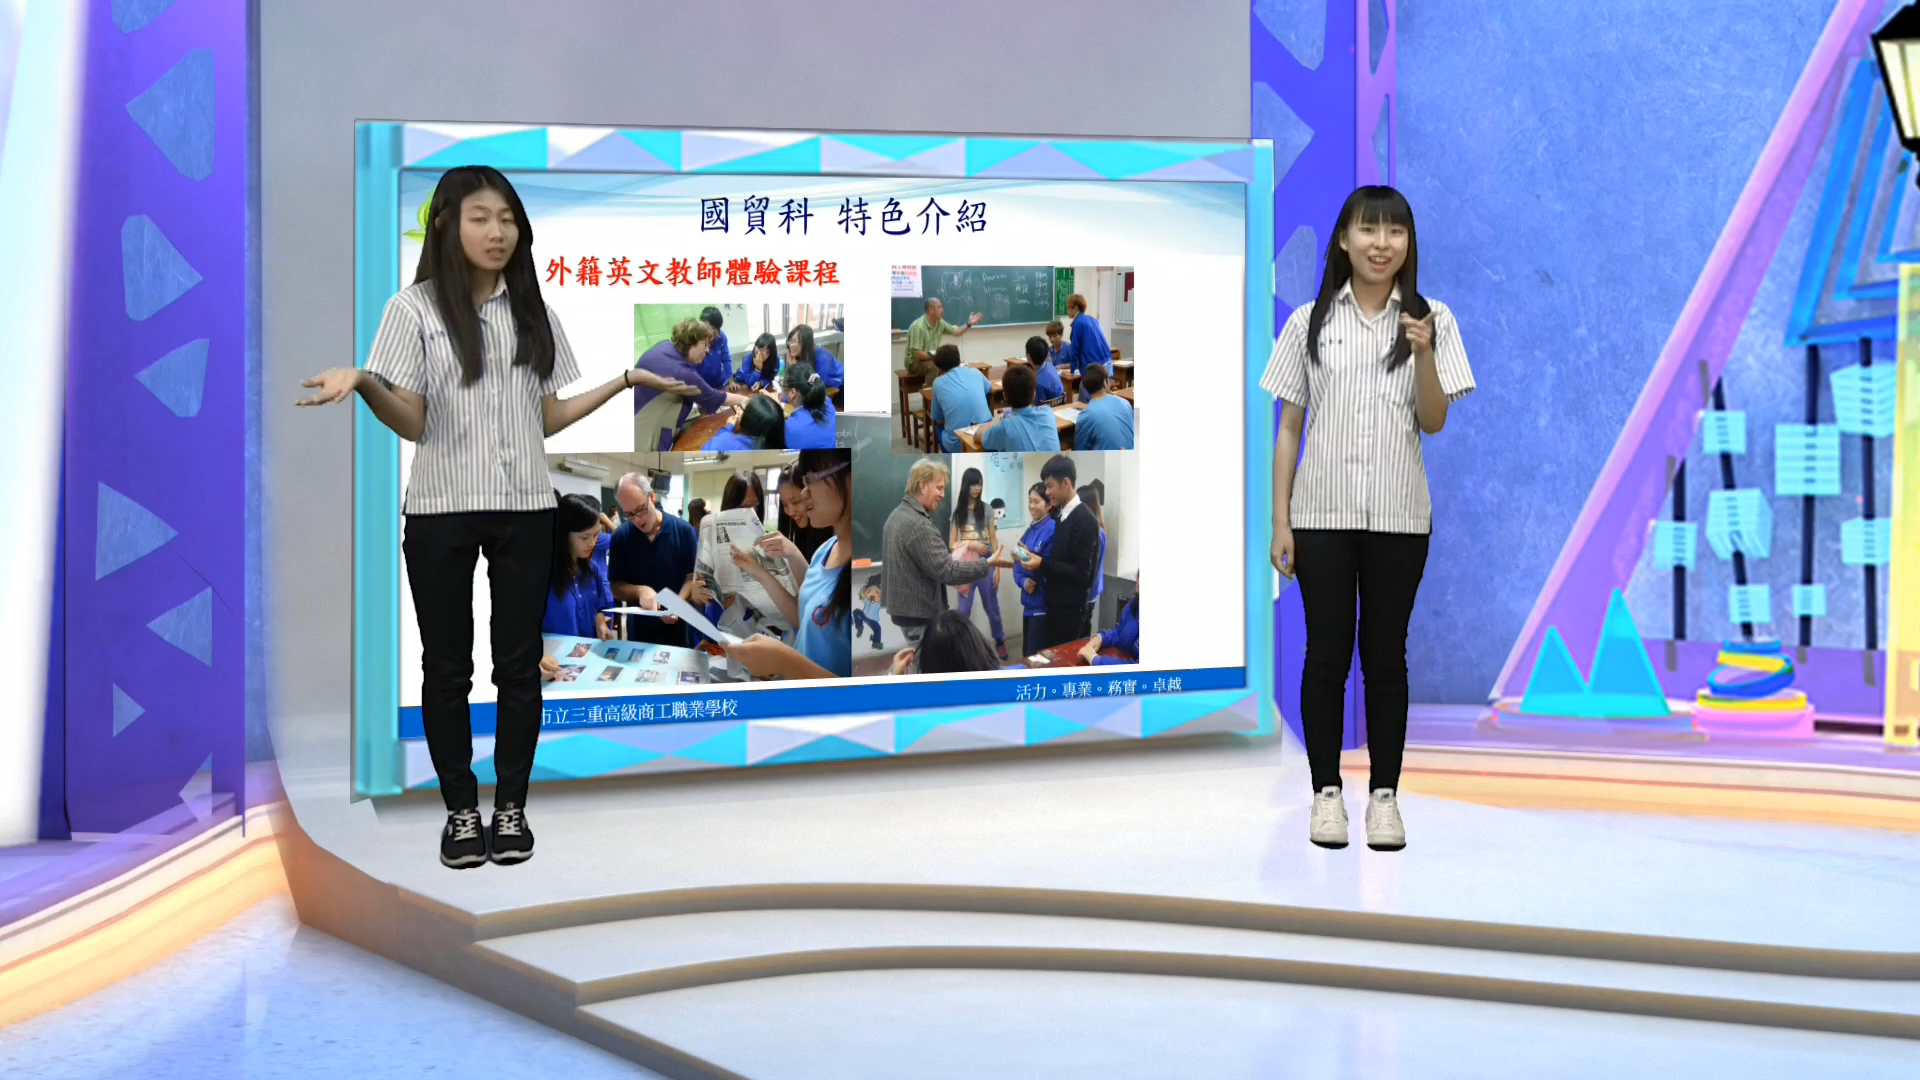 國貿科 特色介紹
外籍英文教師體驗課程
市立三重高級商工職業學校
活力。專業。務實。卓越